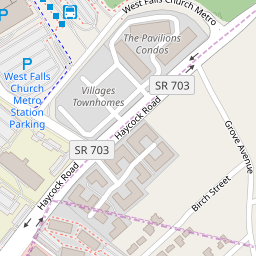 West Falls Church Metro
P
The Pavilions
Condos
West Falls
Church
Metro
Station
Parking
Villages
Townhomes
SR 703
Haycock Road
SR 703
Grove Avenue
Birch Street
Haycock Road